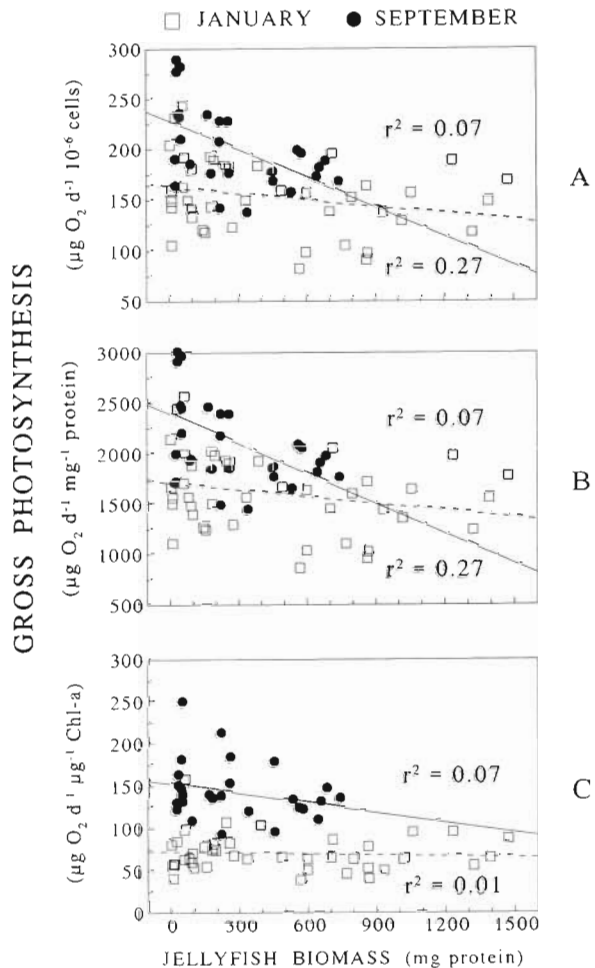 □ JANUARY ● SEPTEMBER
GROSS PHOTOSYNTHESIS
(µg O₂ d⁻¹ 10⁻⁶ cells)
300
250
200
150
100
50
r² = 0.07
r² = 0.27
A
(µg O₂ d⁻¹ mg⁻¹ protein)
3000
2500
2000
1500
1000
500
r² = 0.07
r² = 0.27
B
(µg O₂ d⁻¹ µg⁻¹ Chl-a)
300
250
200
150
100
50
0
r² = 0.07
r² = 0.01
C
0 300 600 900 1200 1500
JELLYFISH BIOMASS (mg protein)